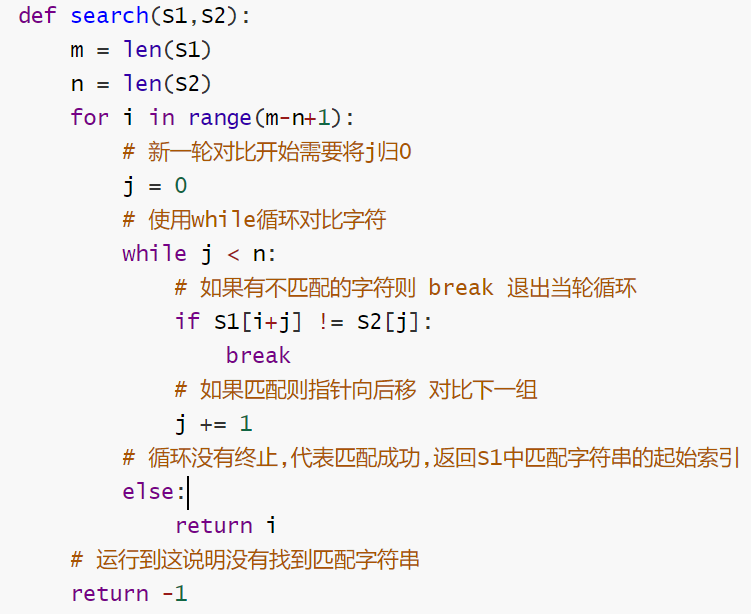 def search(S1,S2):
    m = len(S1)
    n = len(S2)
    for i in range(m-n+1):
        # 新一轮对比开始需要将j归0
        j = 0
        # 使用while循环对比字符
        while j < n:
            # 如果有不匹配的字符则 break 退出当轮循环
            if S1[i+j] != S2[j]:
                break
            # 如果匹配则指针向后移 对比下一组
            j += 1
        # 循环没有终止,代表匹配成功,返回S1中匹配字符串的起始索引
        else:
            return i
    # 运行到这说明没有找到匹配字符串
    return -1